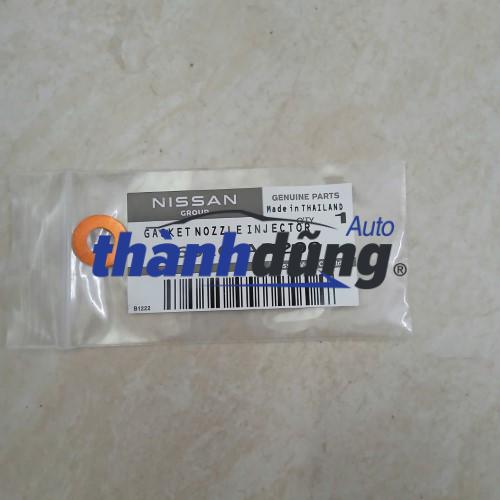 NISSAN
GROUP
GENUINE PARTS
Made in THAILAND
QTY
1
GASKET NOZZLE INJECTOR
Auto
thanhdũng®
B1222